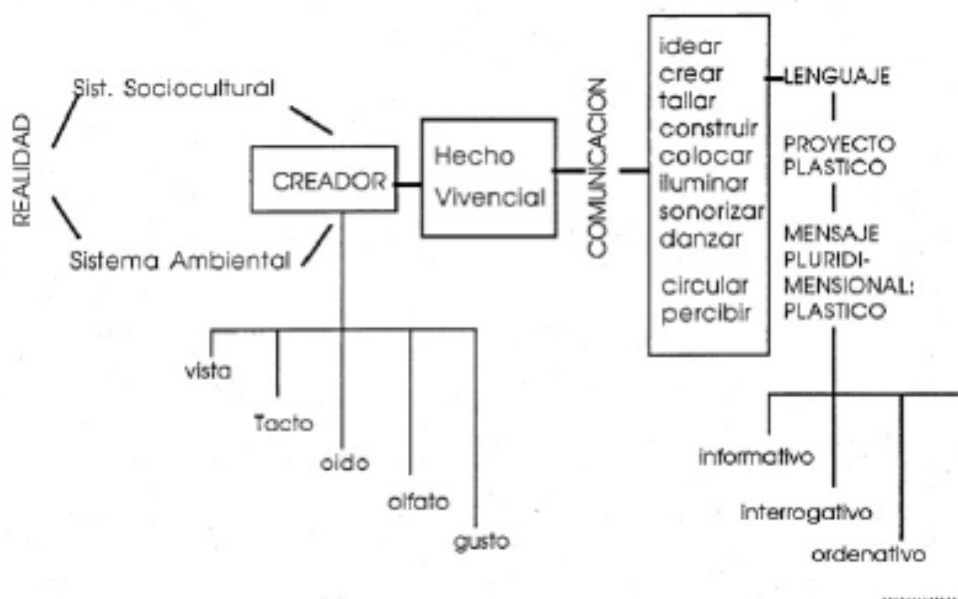 REALIDAD
Sist. Sociocultural
Sistema Ambiental
CREADOR
vista
Tacto
oido
olfato
gusto
Hecho
Vivencial
COMUNICACION
idear
crear
tallar
construir
colocar
iluminar
sonorizar
danzar
circular
percibir
LENGUAJE
PROYECTO
PLASTICO
MENSAJE
PLURIDI-
MENSIONAL:
PLASTICO
informativo
interrogativo
ordenativo